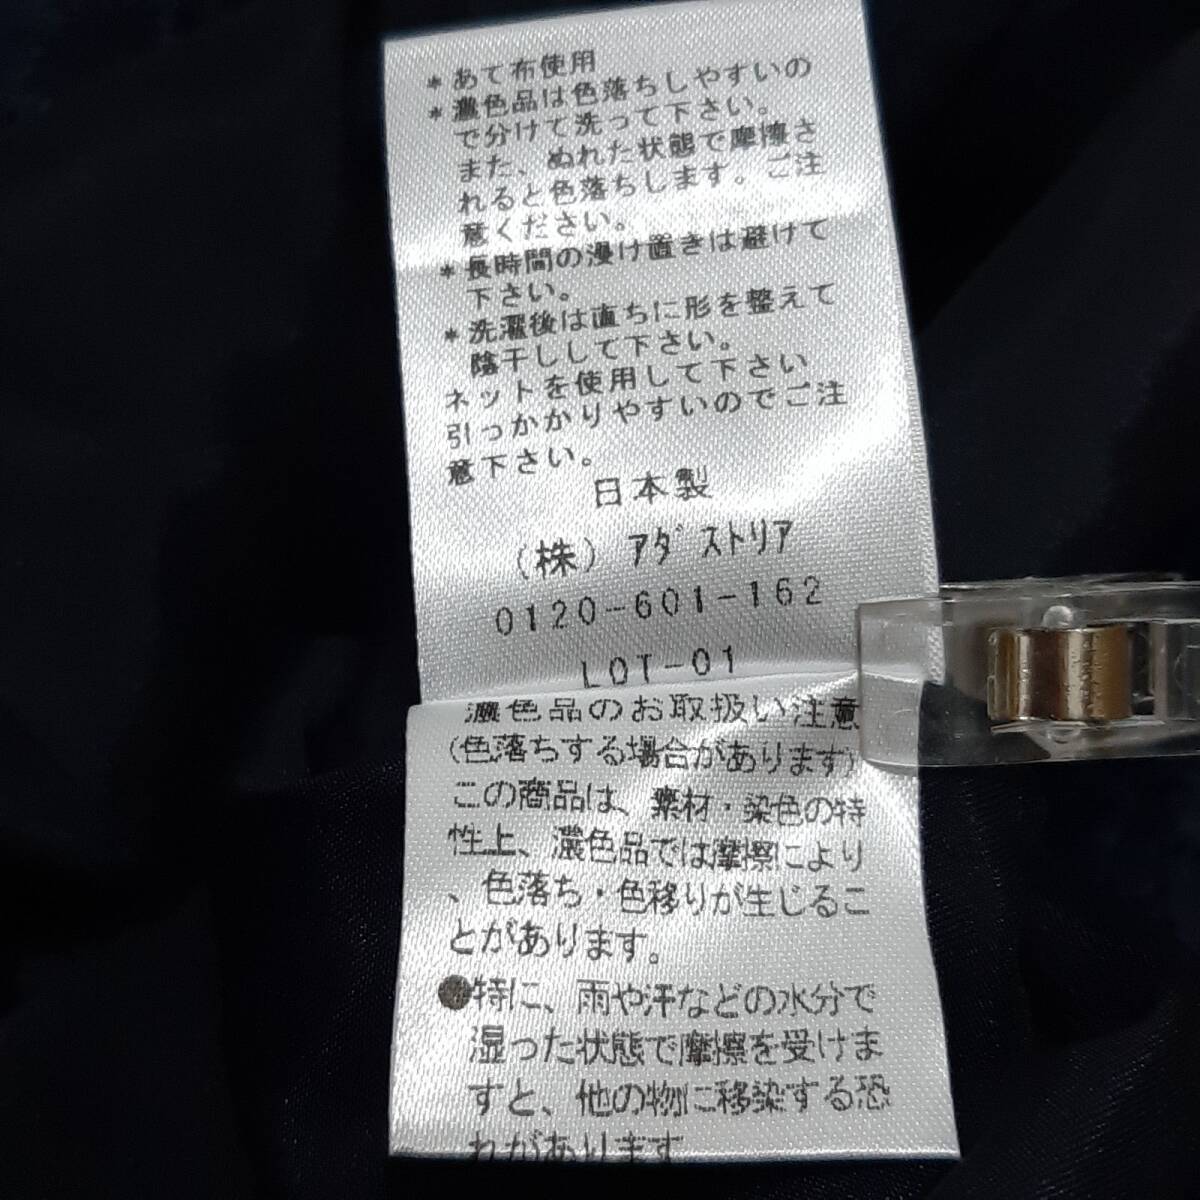 *あて布使用
*濃色品は色落ちしやすいの
で分けて洗って下さい。
また、ぬれた状態で摩擦さ
れると色落ちします。ご注
意ください。
*長時間の浸け置きは避けて
下さい。
*洗濯後は直ちに形を整えて
陰干しして下さい。
ネットを使用して下さい
引っかかりやすいのでご注
意下さい。
日本製
(株)アダストリア
0120-601-162
LOT-01
濃色品のお取扱い注意
(色落ちする場合があります)
この商品は、素材・染色の特
性上、濃色品では摩擦により
、色落ち・色移りが生じるこ
とがあります。
●特に、雨や汗などの水分で
湿った状態で摩擦を受けま
すと、他の物に移染する恐
れがあります